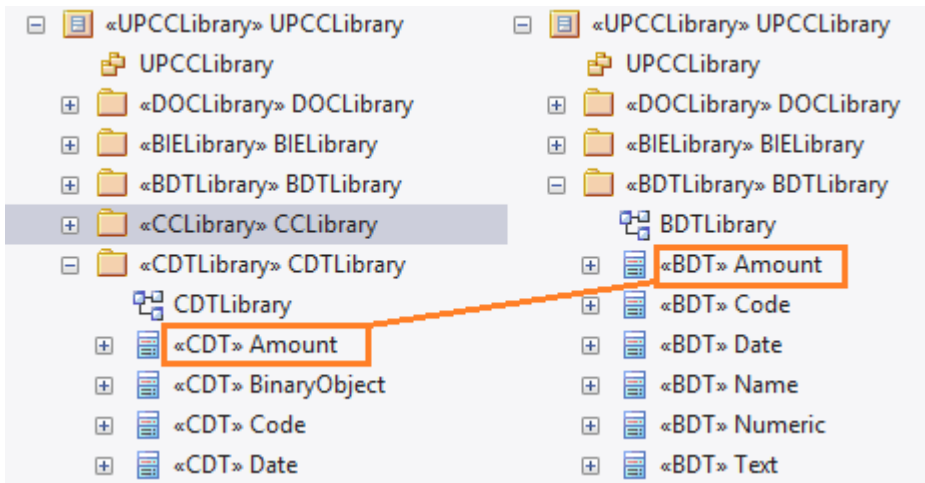 «UPCCLibrary» UPCCLibrary
UPCCLibrary
«DOCLibrary» DOCLibrary
«BIELibrary» BIELibrary
«BDTLibrary» BDTLibrary
«CCLibrary» CCLibrary
«CDTLibrary» CDTLibrary
CDTLibrary
«CDT» Amount
«CDT» BinaryObject
«CDT» Code
«CDT» Date
«UPCCLibrary» UPCCLibrary
UPCCLibrary
«DOCLibrary» DOCLibrary
«BIELibrary» BIELibrary
«BDTLibrary» BDTLibrary
BDTLibrary
«BDT» Amount
«BDT» Code
«BDT» Date
«BDT» Name
«BDT» Numeric
«BDT» Text